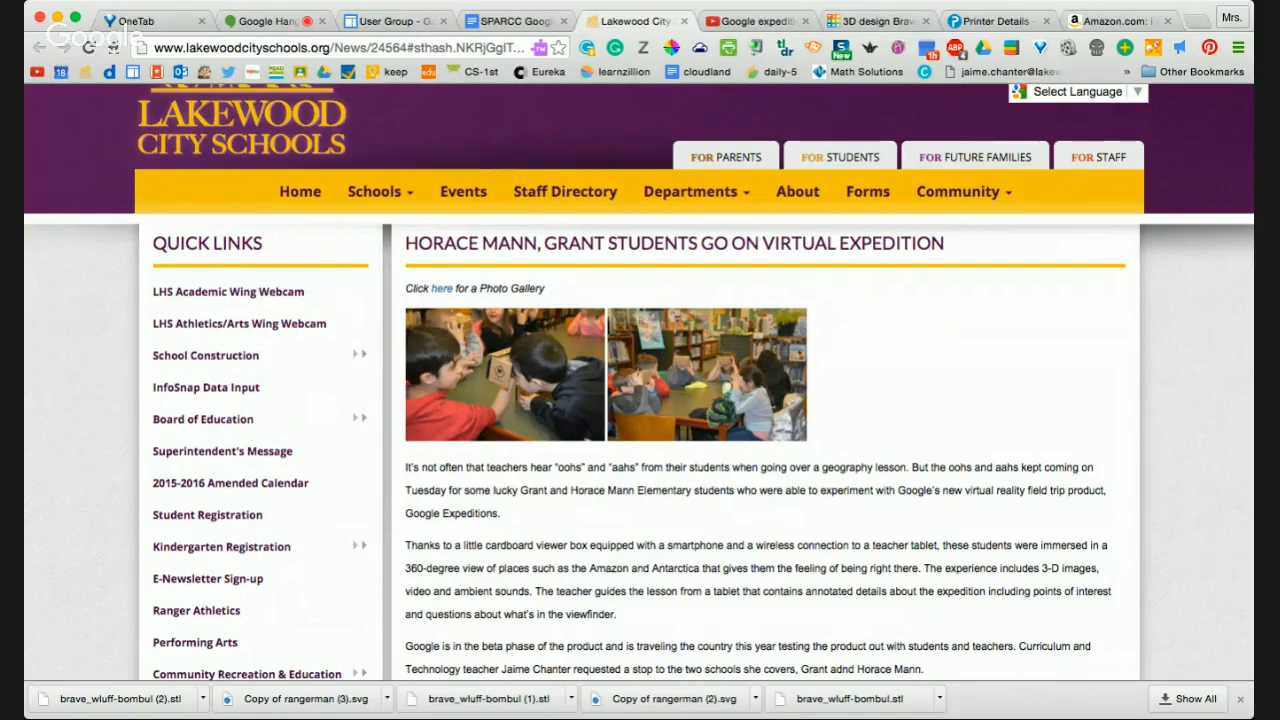 OneTab
Google Hang
User Group - G
SPARCC Goog
Lakewood City
Google expedi
3D design Brav
Printer Details
Amazon.com: I
Mrs.
Google Hangouts
www.lakewoodcityschools.org/News/24564#sthash.NKRjGglT...
keep
CS-1st
Eureka
learnzillion
cloudland
daily-5
Math Solutions
jaime.chanter@lakew
» Other Bookmarks
Select Language ▼
LAKEWOOD
CITY SCHOOLS
FOR PARENTS
FOR STUDENTS
FOR FUTURE FAMILIES
FOR STAFF
Home
Schools
Events
Staff Directory
Departments
About
Forms
Community
QUICK LINKS
LHS Academic Wing Webcam
LHS Athletics/Arts Wing Webcam
School Construction
InfoSnap Data Input
Board of Education
Superintendent's Message
2015-2016 Amended Calendar
Student Registration
Kindergarten Registration
E-Newsletter Sign-up
Ranger Athletics
Performing Arts
Community Recreation & Education
HORACE MANN, GRANT STUDENTS GO ON VIRTUAL EXPEDITION
Click here for a Photo Gallery
It's not often that teachers hear "oohs" and "aahs" from their students when going over a geography lesson. But the oohs and aahs kept coming on
Tuesday for some lucky Grant and Horace Mann Elementary students who were able to experiment with Google's new virtual reality field trip product,
Google Expeditions.
Thanks to a little cardboard viewer box equipped with a smartphone and a wireless connection to a teacher tablet, these students were immersed in a
360-degree view of places such as the Amazon and Antarctica that gives them the feeling of being right there. The experience includes 3-D images,
video and ambient sounds. The teacher guides the lesson from a tablet that contains annotated details about the expedition including points of interest
and questions about what's in the viewfinder.
Google is in the beta phase of the product and is traveling the country this year testing the product out with students and teachers. Curriculum and
Technology teacher Jaime Chanter requested a stop to the two schools she covers, Grant adnd Horace Mann.
brave_wluff-bombul (2).stl
Copy of rangerman (3).svg
brave_wluff-bombul (1).stl
Copy of rangerman (2).svg
brave_wluff-bombul.stl
Show All